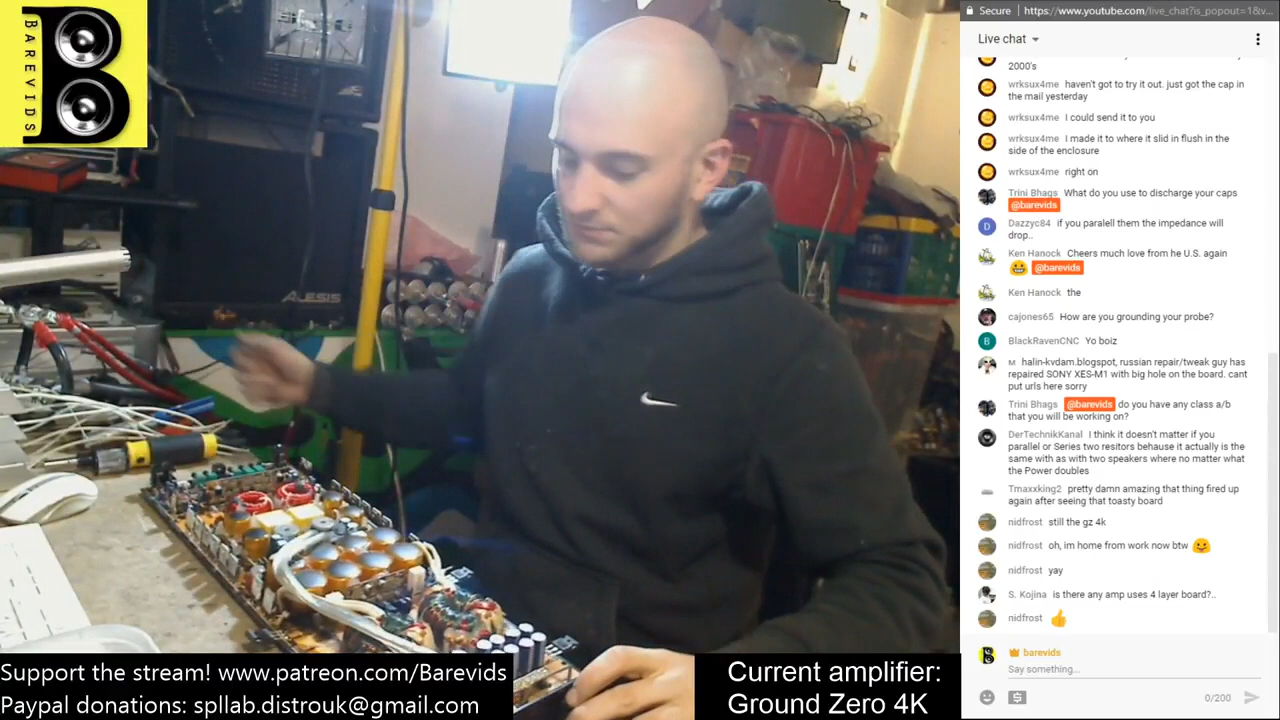 BAREVIDS
B
ALESIS
Support the stream! www.patreon.com/Barevids
Paypal donations: spllab.distrouk@gmail.com
Current amplifier:
Ground Zero 4K
Secure | https://www.youtube.com/live_chat?is_popout=1&v...
Live chat
2000's
wrksux4me haven't got to try it out. just got the cap in
the mail yesterday
wrksux4me I could send it to you
wrksux4me I made it to where it slid in flush in the
side of the enclosure
wrksux4me right on
Trini Bhags What do you use to discharge your caps
@barevids
D Dazzyc84 if you paralell them the impedance will
drop..
Ken Hanock Cheers much love from he U.S. again
😀 @barevids
Ken Hanock the
cajones65 How are you grounding your probe?
B BlackRavenCNC Yo boiz
M halin-kvdam.blogspot, russian repair/tweak guy has
repaired SONY XES-M1 with big hole on the board. cant
put urls here sorry
Trini Bhags @barevids do you have any class a/b
that you will be working on?
DerTechnikKanal I think it doesn't matter if you
parallel or Series two resitors behause it actually is the
same with as with two speakers where no matter what
the Power doubles
Tmaxxking2 pretty damn amazing that thing fired up
again after seeing that toasty board
nidfrost still the gz 4k
nidfrost oh, im home from work now btw 😀
nidfrost yay
S. Kojina is there any amp uses 4 layer board?..
nidfrost 👍
barevids
Say something...
0/200